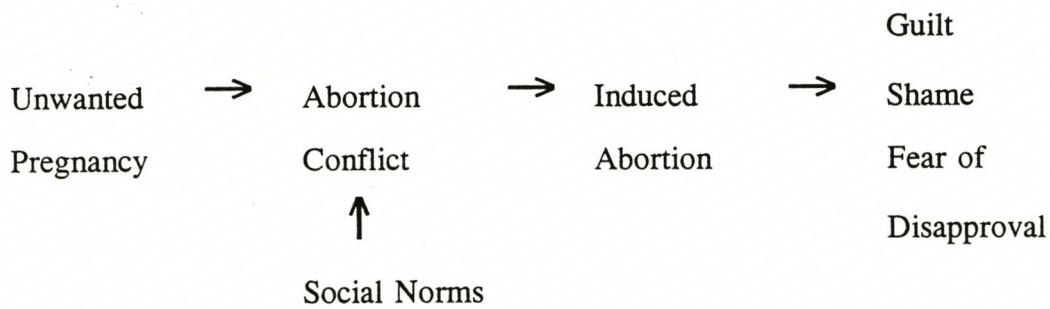 Guilt
Unwanted → Abortion → Induced → Shame
Pregnancy Conflict Abortion Fear of
↑
Disapproval
Social Norms